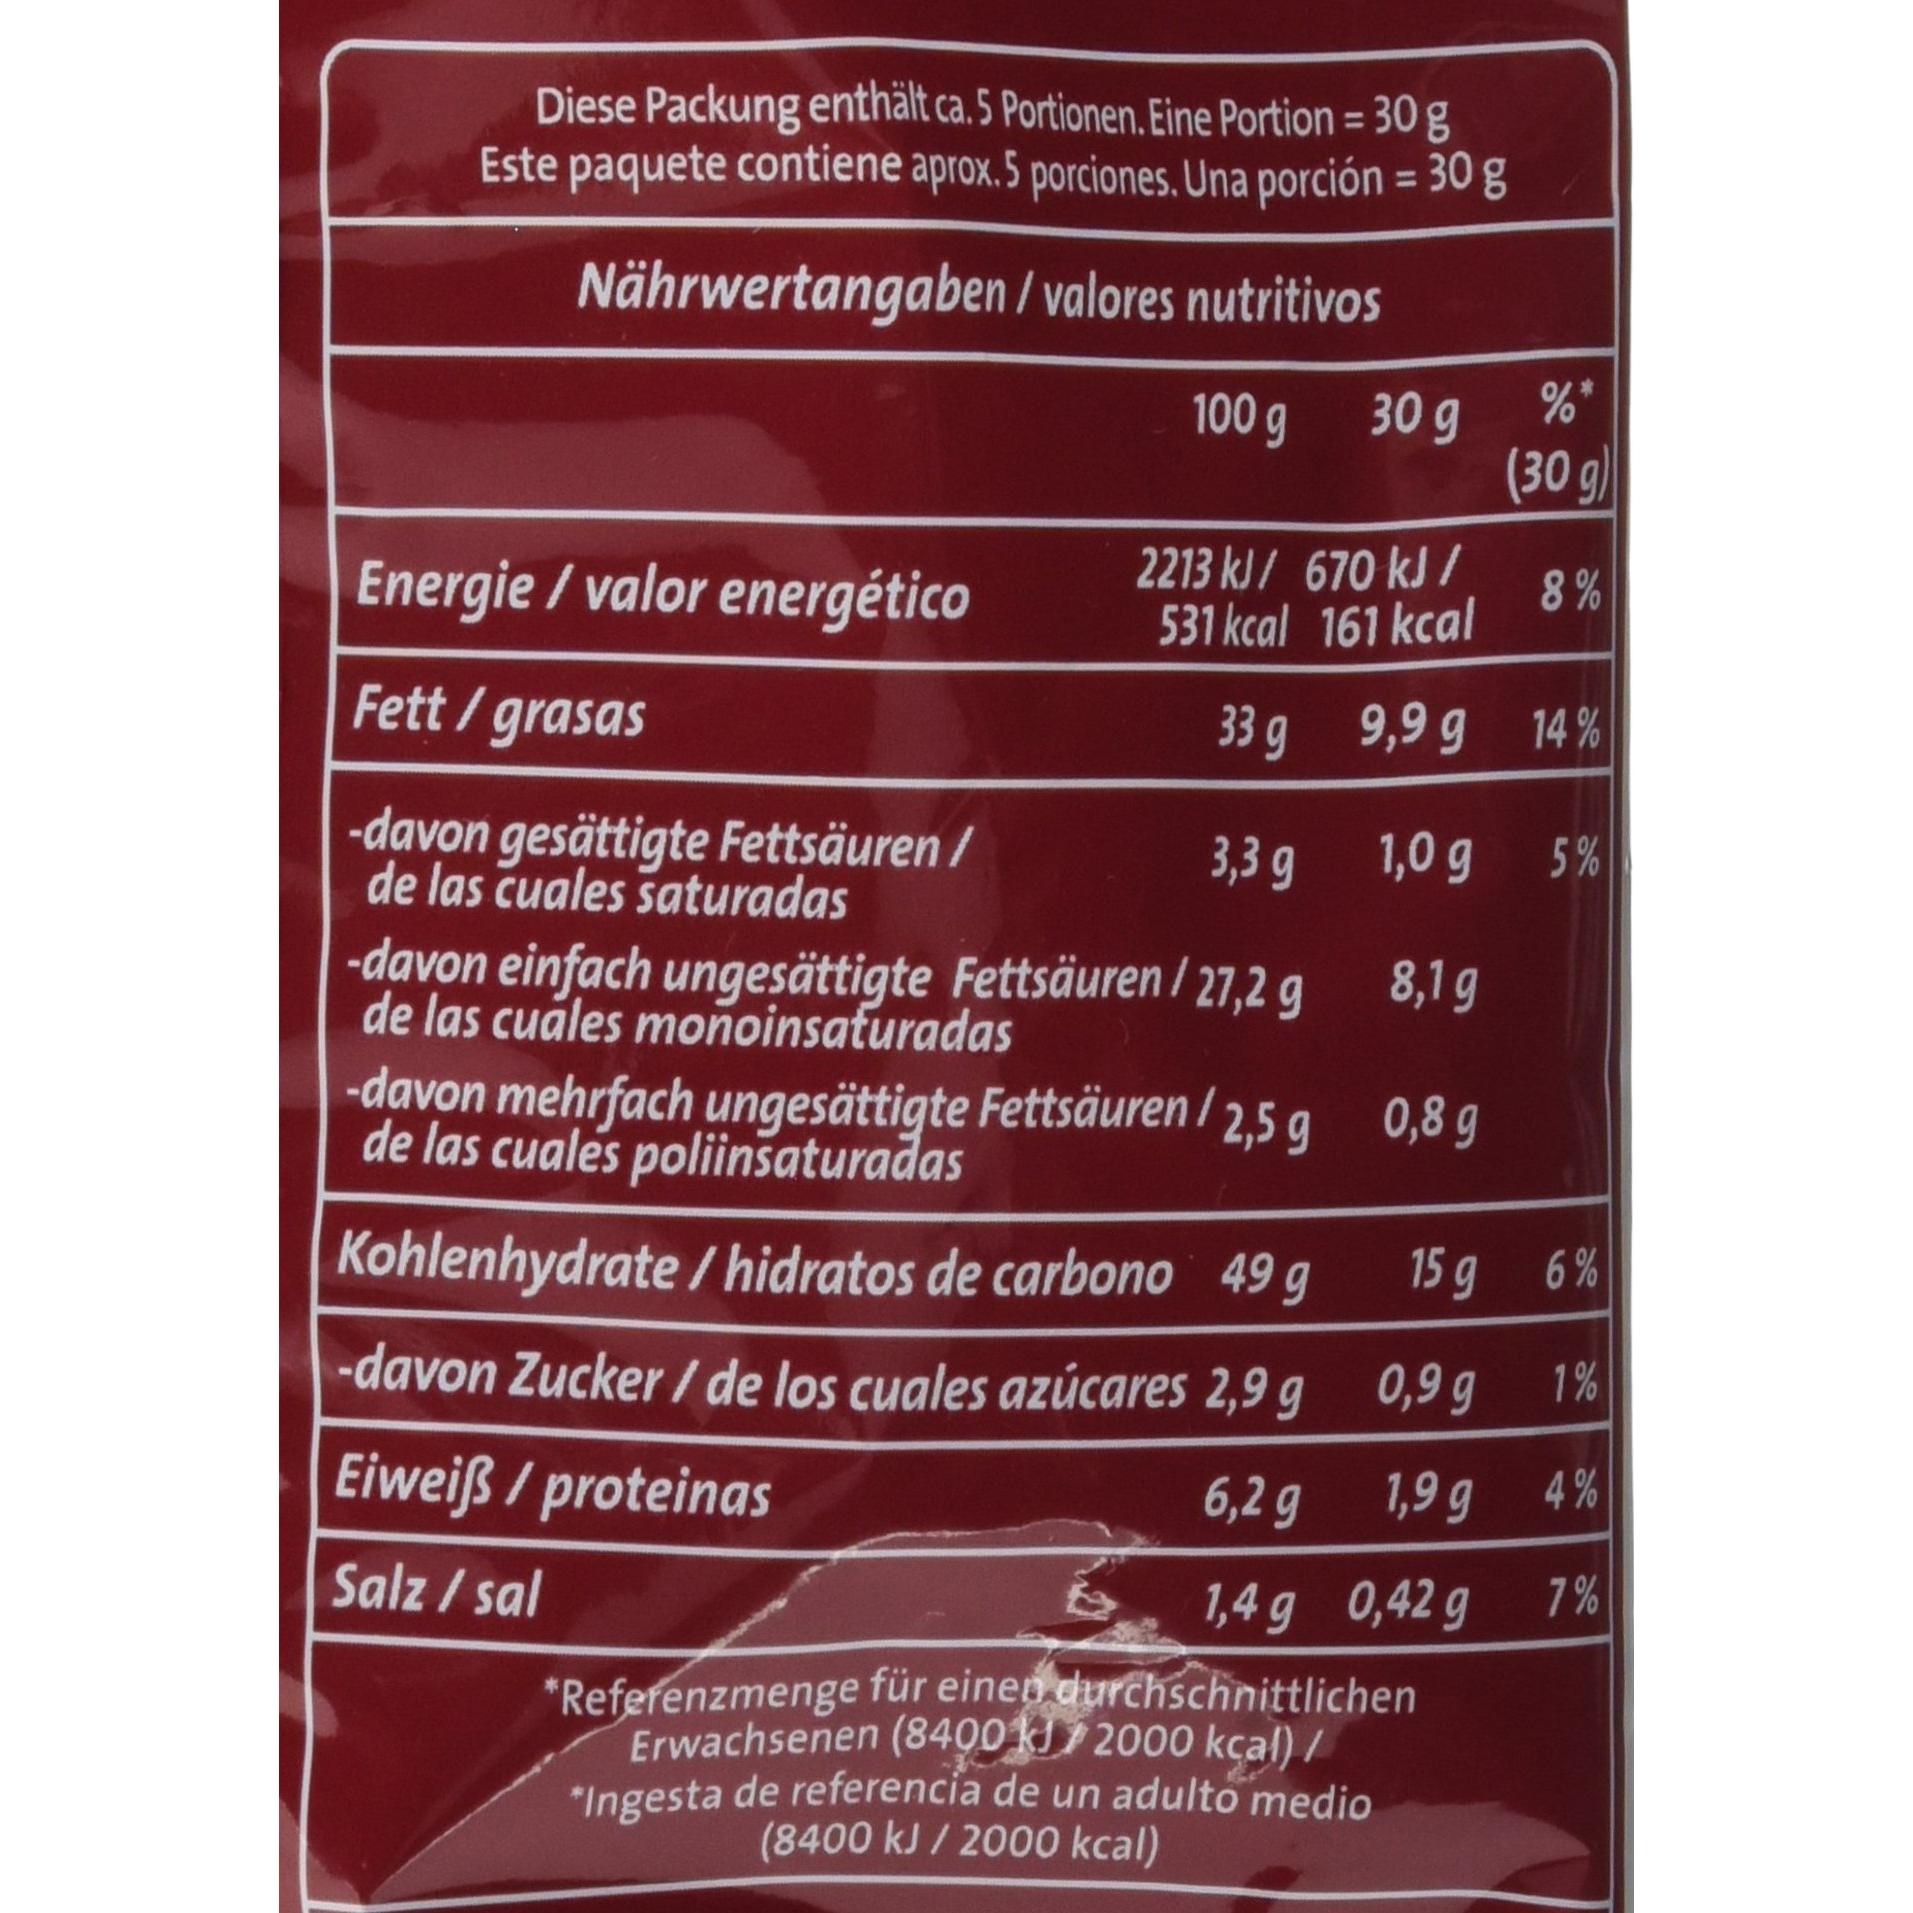 Diese Packung enthält ca. 5 Portionen. Eine Portion = 30 g
Este paquete contiene aprox. 5 porciones. Una porción = 30 g
Nährwertangaben / valores nutritivos
100 g 30 g %*
(30 g)
Energie / valor energético 2213 kJ / 670 kJ / 8 %
531 kcal 161 kcal
Fett / grasas 33 g 9,9 g 14 %
-davon gesättigte Fettsäuren / 3,3 g 1,0 g 5 %
de las cuales saturadas
-davon einfach ungesättigte Fettsäuren / 27,2 g 8,1 g
de las cuales monoinsaturadas
-davon mehrfach ungesättigte Fettsäuren / 2,5 g 0,8 g
de las cuales poliinsaturadas
Kohlenhydrate / hidratos de carbono 49 g 15 g 6 %
-davon Zucker / de los cuales azúcares 2,9 g 0,9 g 1 %
Eiweiß / proteinas 6,2 g 1,9 g 4 %
Salz / sal 1,4 g 0,42 g 7 %
*Referenzmenge für einen durchschnittlichen
Erwachsenen (8400 kJ / 2000 kcal) /
*Ingesta de referencia de un adulto medio
(8400 kJ / 2000 kcal)